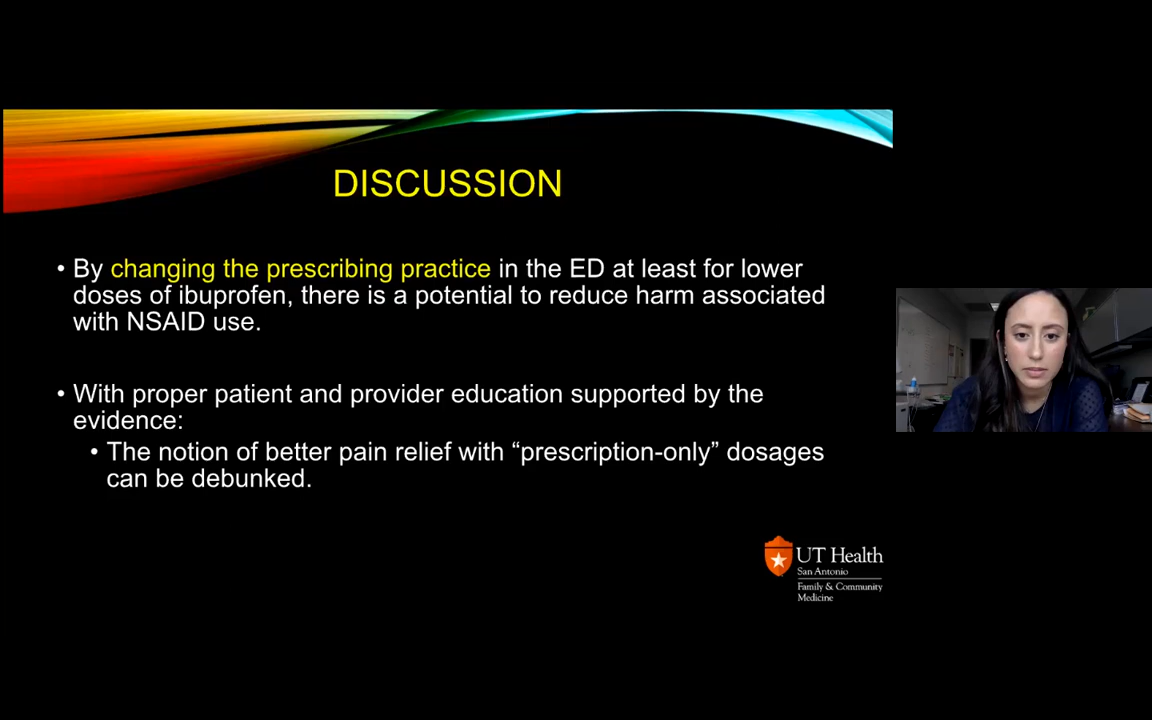 DISCUSSION
• By changing the prescribing practice in the ED at least for lower
doses of ibuprofen, there is a potential to reduce harm associated
with NSAID use.
• With proper patient and provider education supported by the
evidence:
• The notion of better pain relief with “prescription-only” dosages
can be debunked.
UT Health
San Antonio
Family & Community
Medicine